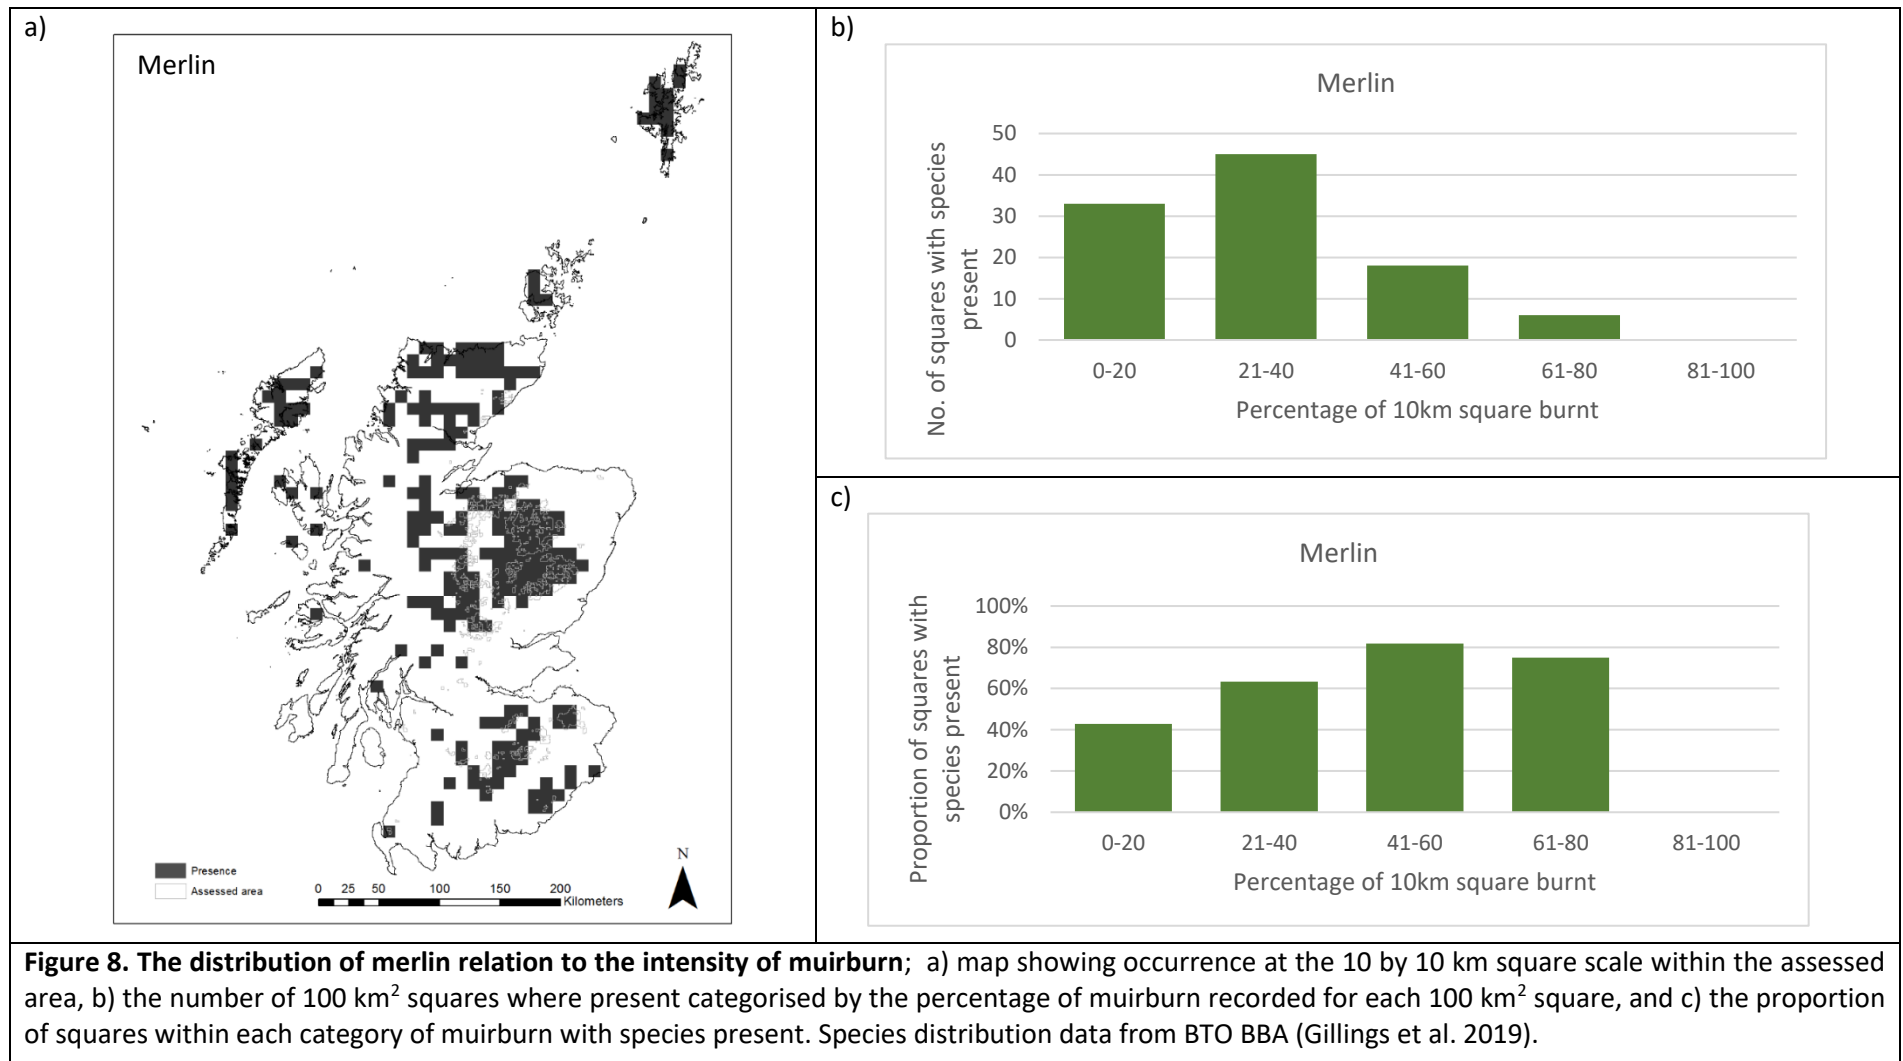 a)
Merlin
N
Presence
Assessed area
0 25 50 100 150 200
Kilometers
b)
Merlin
No. of squares with species
present
50
40
30
20
10
0
0-20 21-40 41-60 61-80 81-100
Percentage of 10km square burnt
c)
Merlin
Proportion of squares with
species present
100%
80%
60%
40%
20%
0%
0-20 21-40 41-60 61-80 81-100
Percentage of 10km square burnt
Figure 8. The distribution of merlin relation to the intensity of muirburn; a) map showing occurrence at the 10 by 10 km square scale within the assessed
area, b) the number of 100 km² squares where present categorised by the percentage of muirburn recorded for each 100 km² square, and c) the proportion
of squares within each category of muirburn with species present. Species distribution data from BTO BBA (Gillings et al. 2019).